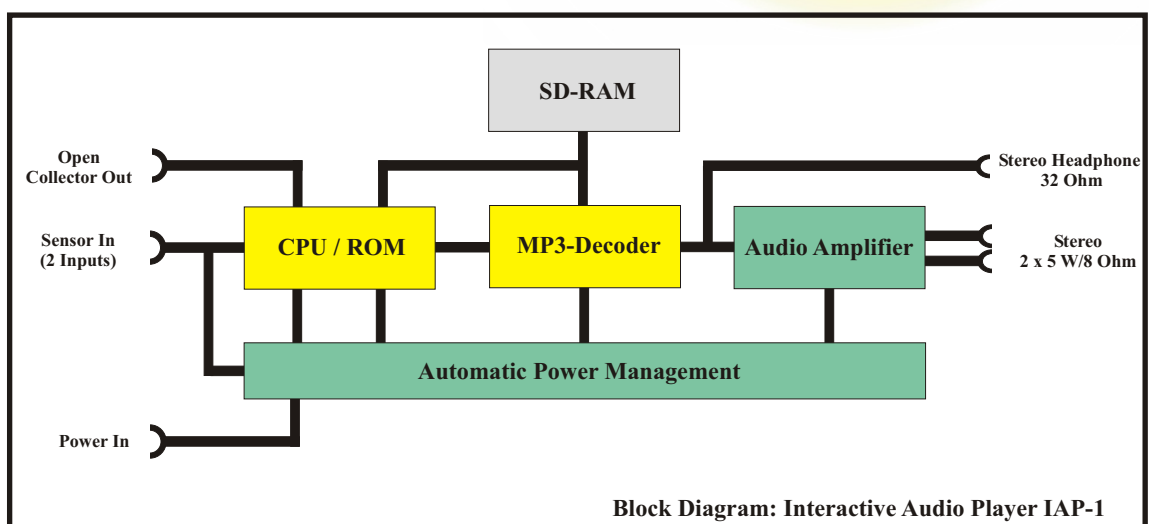 SD-RAM
Open
Collector Out
Stereo Headphone
32 Ohm
Sensor In
(2 Inputs)
CPU / ROM
MP3-Decoder
Audio Amplifier
Stereo
2 x 5 W/8 Ohm
Automatic Power Management
Power In
Block Diagram: Interactive Audio Player IAP-1